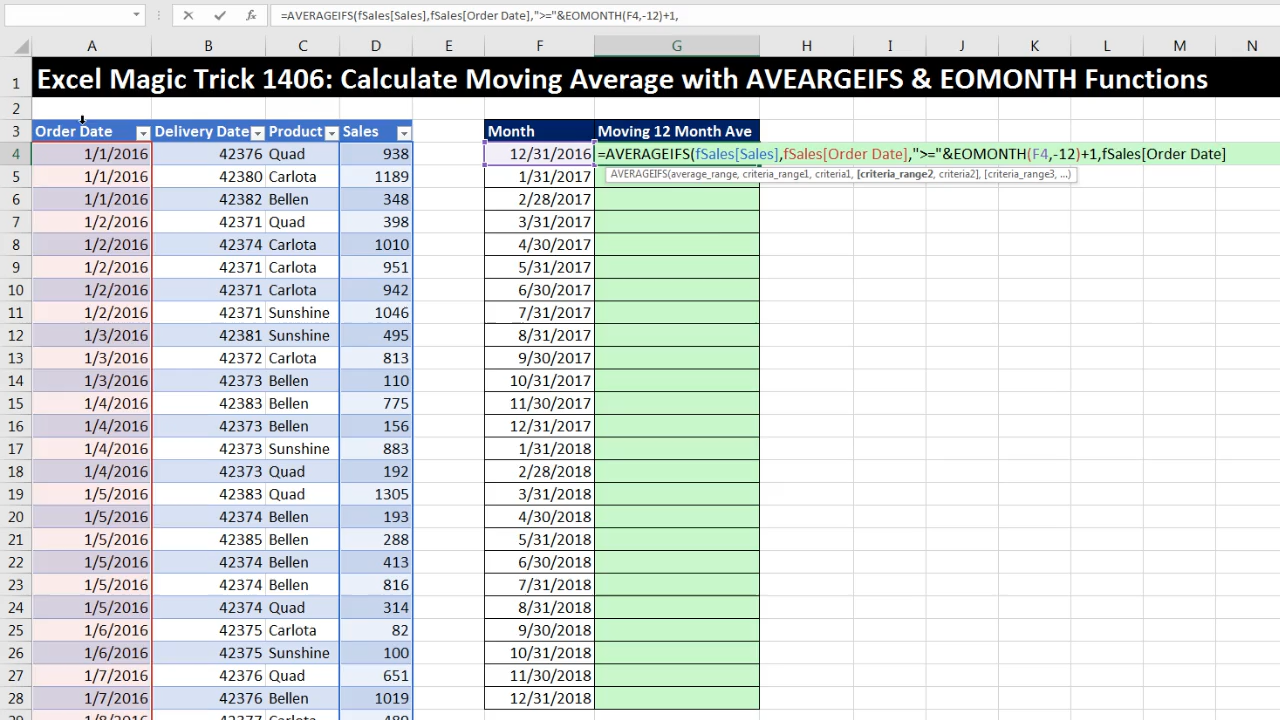 =AVERAGEIFS(fSales[Sales],fSales[Order Date],">="&EOMONTH(F4,-12)+1,
A B C D E F G H I J K L M N
1 Excel Magic Trick 1406: Calculate Moving Average with AVEARGEIFS & EOMONTH Functions
2
3 Order Date Delivery Date Product Sales Month Moving 12 Month Ave
4 1/1/2016 42376 Quad 938 12/31/2016 =AVERAGEIFS(fSales[Sales],fSales[Order Date],">="&EOMONTH(F4,-12)+1,fSales[Order Date]
5 1/1/2016 42380 Carlota 1189 1/31/2017 AVERAGEIFS(average_range, criteria_range1, criteria1, [criteria_range2, criteria2], [criteria_range3, ...)
6 1/1/2016 42382 Bellen 348 2/28/2017
7 1/2/2016 42371 Quad 398 3/31/2017
8 1/2/2016 42374 Carlota 1010 4/30/2017
9 1/2/2016 42371 Carlota 951 5/31/2017
10 1/2/2016 42371 Carlota 942 6/30/2017
11 1/2/2016 42371 Sunshine 1046 7/31/2017
12 1/3/2016 42381 Sunshine 495 8/31/2017
13 1/3/2016 42372 Carlota 813 9/30/2017
14 1/3/2016 42373 Bellen 110 10/31/2017
15 1/4/2016 42383 Bellen 775 11/30/2017
16 1/4/2016 42373 Bellen 156 12/31/2017
17 1/4/2016 42373 Sunshine 883 1/31/2018
18 1/4/2016 42373 Quad 192 2/28/2018
19 1/5/2016 42383 Quad 1305 3/31/2018
20 1/5/2016 42374 Bellen 193 4/30/2018
21 1/5/2016 42385 Bellen 288 5/31/2018
22 1/5/2016 42374 Bellen 413 6/30/2018
23 1/5/2016 42374 Bellen 816 7/31/2018
24 1/5/2016 42374 Quad 314 8/31/2018
25 1/6/2016 42375 Carlota 82 9/30/2018
26 1/6/2016 42375 Sunshine 100 10/31/2018
27 1/7/2016 42376 Quad 651 11/30/2018
28 1/7/2016 42376 Bellen 1019 12/31/2018
29 1/8/2016 42377 Carlota 489